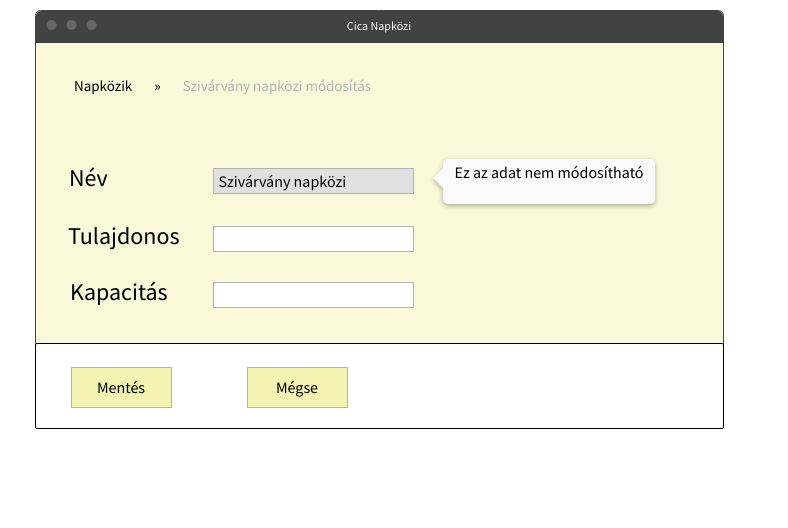 Cica Napközi
Napközik » Szivárvány napközi módosítás
Név Szivárvány napközi Ez az adat nem módosítható
Tulajdonos
Kapacitás
Mentés Mégse